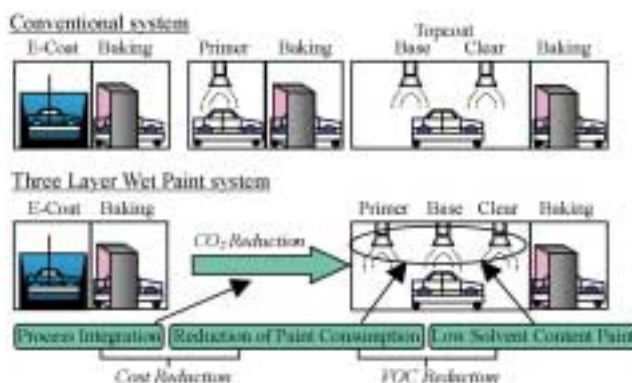 Conventional system
Topcoat
E-Coat Baking Primer Baking Base Clear Baking
Three Layer Wet Paint system
E-Coat Baking Primer Base Clear Baking
CO₂ Reduction
Process Integration Reduction of Paint Consumption Low Solvent Content Paint
Cost Reduction VOC Reduction